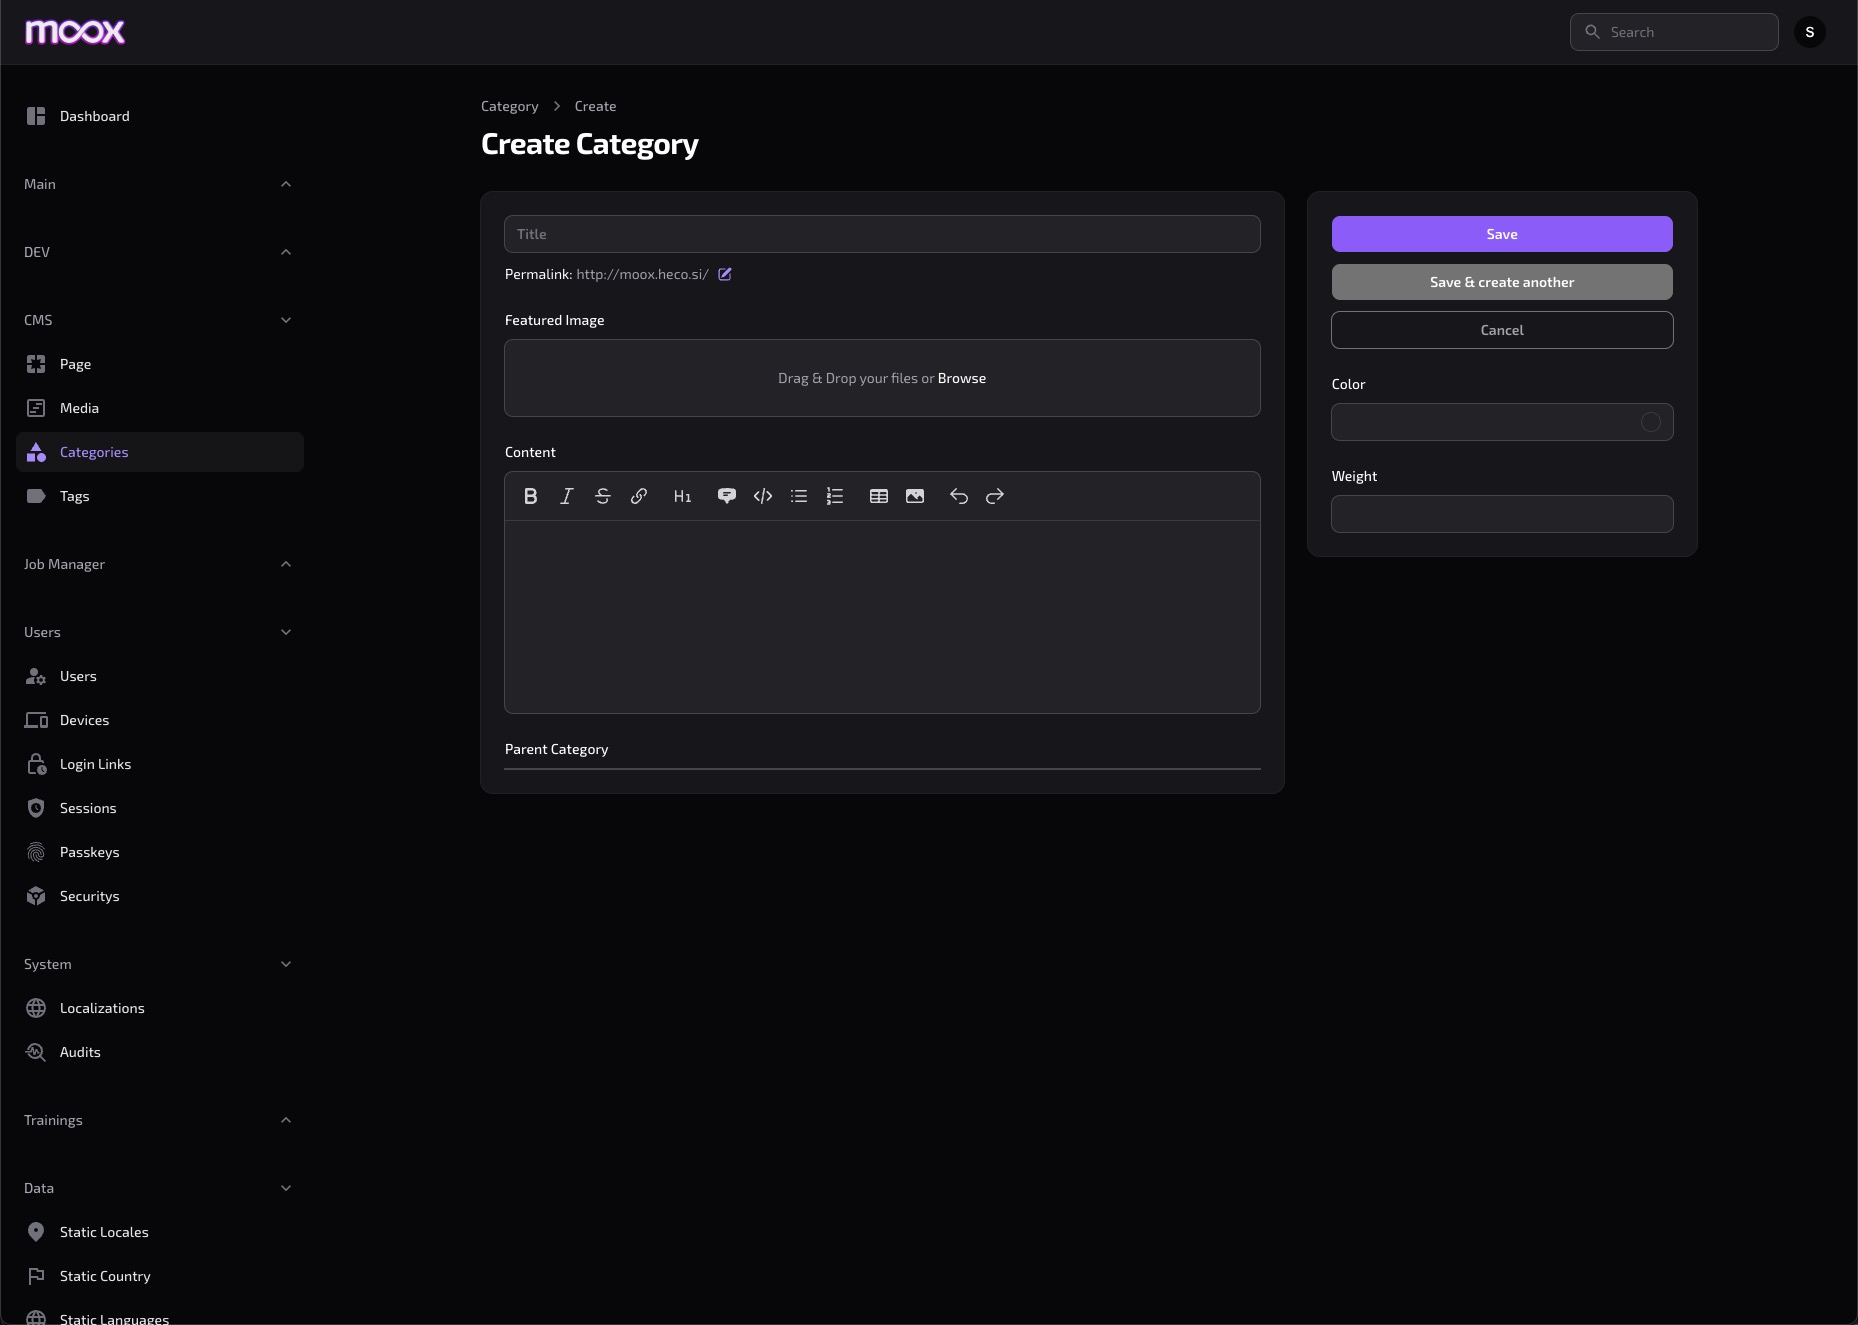 moox
Search
S
Dashboard
Main
DEV
CMS
Page
Media
Categories
Tags
Job Manager
Users
Users
Devices
Login Links
Sessions
Passkeys
Securitys
System
Localizations
Audits
Trainings
Data
Static Locales
Static Country
Static Languages
Category > Create
Create Category
Title
Permalink: http://moox.heco.si/
Featured Image
Drag & Drop your files or Browse
Content
H1
Parent Category
Save
Save & create another
Cancel
Color
Weight